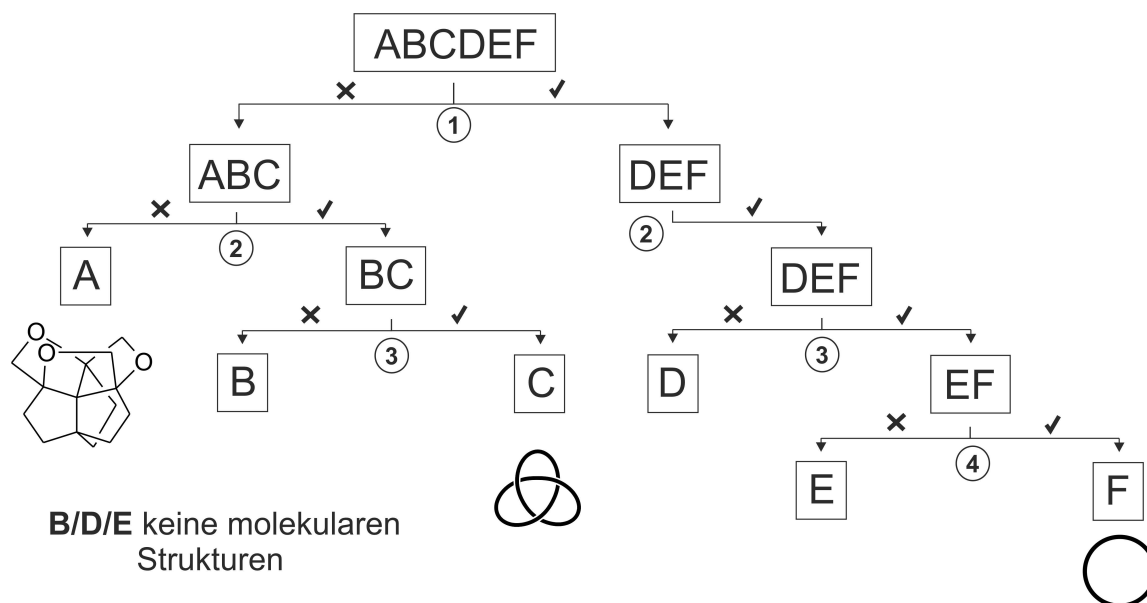 ABCDEF
1
ABC
DEF
2
2
A
BC
DEF
3
3
O
O
O
B
C
D
EF
4
E
F
B/D/E keine molekularen
Strukturen